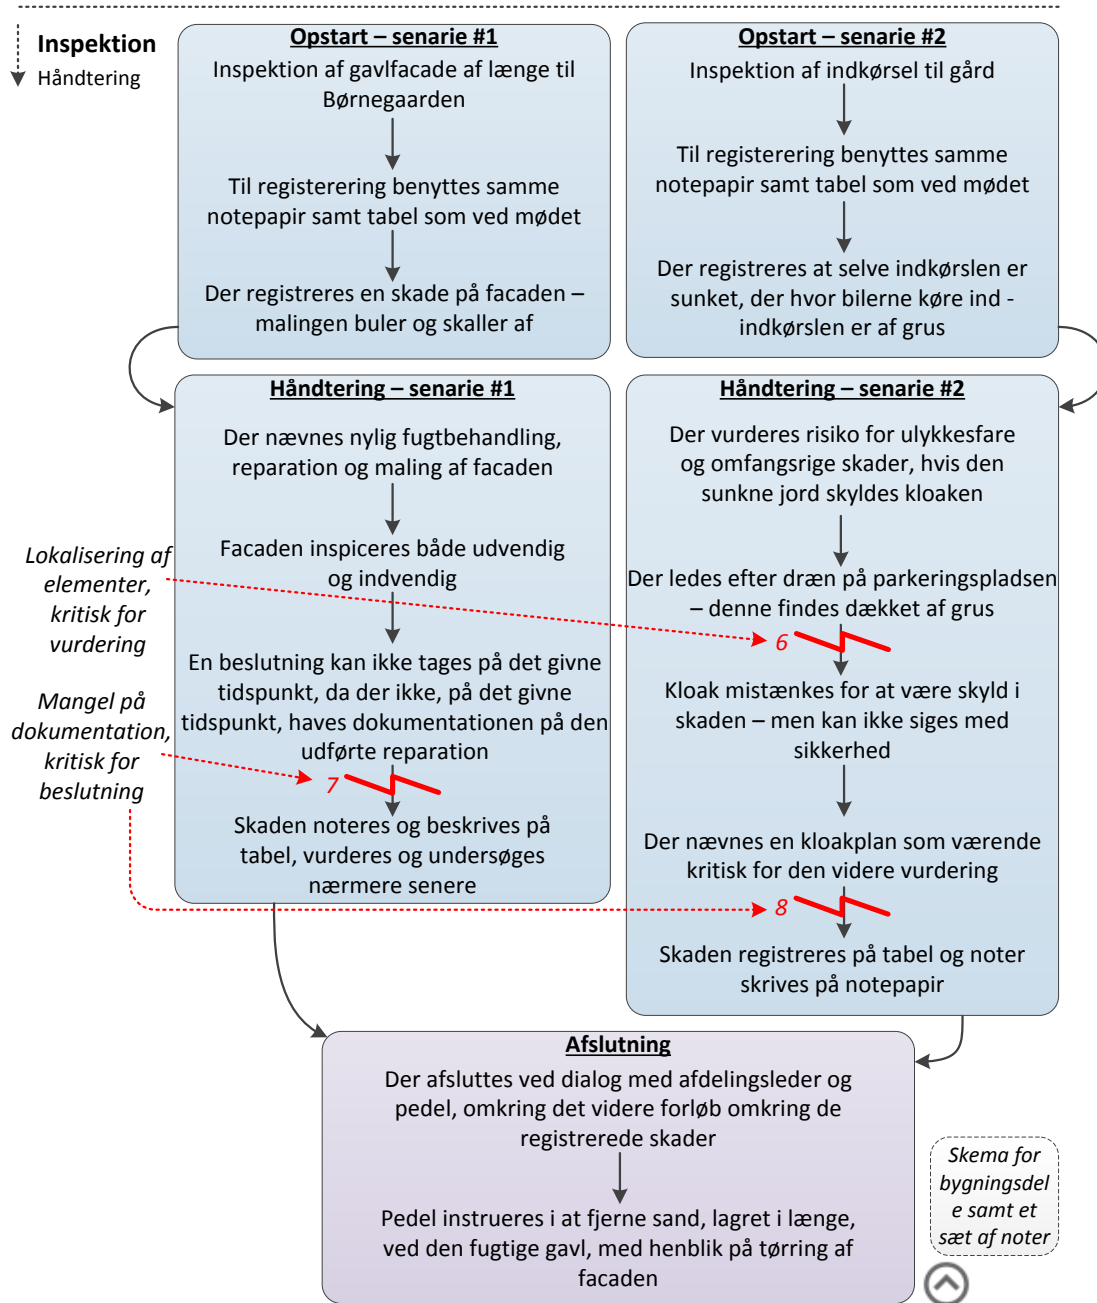 Inspektion
Håndtering
Opstart – senarie #1
Inspektion af gavlfacade af længe til
Børnegaarden
Til registerering benyttes samme
notepapir samt tabel som ved mødet
Der registreres en skade på facaden –
malingen buler og skaller af
Opstart – senarie #2
Inspektion af indkørsel til gård
Til registerering benyttes samme
notepapir samt tabel som ved mødet
Der registreres at selve indkørslen er
sunket, der hvor bilerne køre ind -
indkørslen er af grus
Håndtering – senarie #1
Der nævnes nylig fugtbehandling,
reparation og maling af facaden
Facaden inspiceres både udvendig
og indvendig
En beslutning kan ikke tages på det givne
tidspunkt, da der ikke, på det givne
tidspunkt, haves dokumentationen på den
udførte reparation
7
Skaden noteres og beskrives på
tabel, vurderes og undersøges
nærmere senere
Håndtering – senarie #2
Der vurderes risiko for ulykkesfare
og omfangsrige skader, hvis den
sunkne jord skyldes kloaken
Der ledes efter dræn på parkeringspladsen
– denne findes dækket af grus
6
Kloak mistænkes for at være skyld i
skaden – men kan ikke siges med
sikkerhed
Der nævnes en kloakplan som værende
kritisk for den videre vurdering
8
Skaden registreres på tabel og noter
skrives på notepapir
Lokalisering af
elementer,
kritisk for
vurdering
Mangel på
dokumentation,
kritisk for
beslutning
Afslutning
Der afsluttes ved dialog med afdelingsleder og
pedel, omkring det videre forløb omkring de
registrerede skader
Pedel instrueres i at fjerne sand, lagret i længe,
ved den fugtige gavl, med henblik på tørring af
facaden
Skema for
bygningsdel
e samt et
sæt af noter